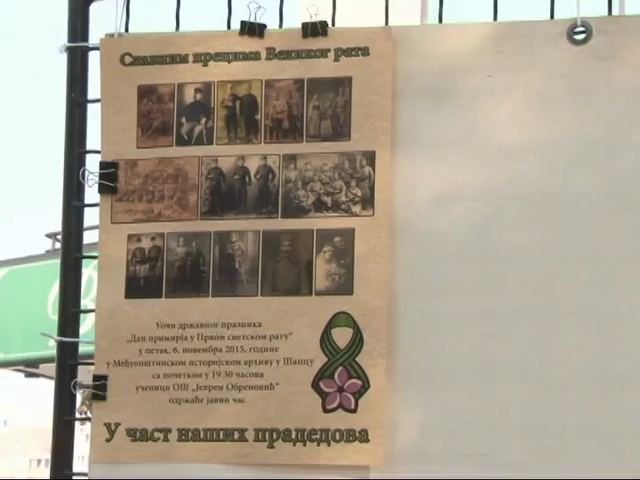 Славним прецима Великог рата
Уочи државног празника
„Дан примирја у Првом светском рату"
у петак, 6. новембра 2015. године
у Међуопштинском историјском архиву у Шапцу
са почетком у 19.30 часова
ученици ОШ „Јеврем Обреновић"
одржаће јавни час
У част наших прадедова